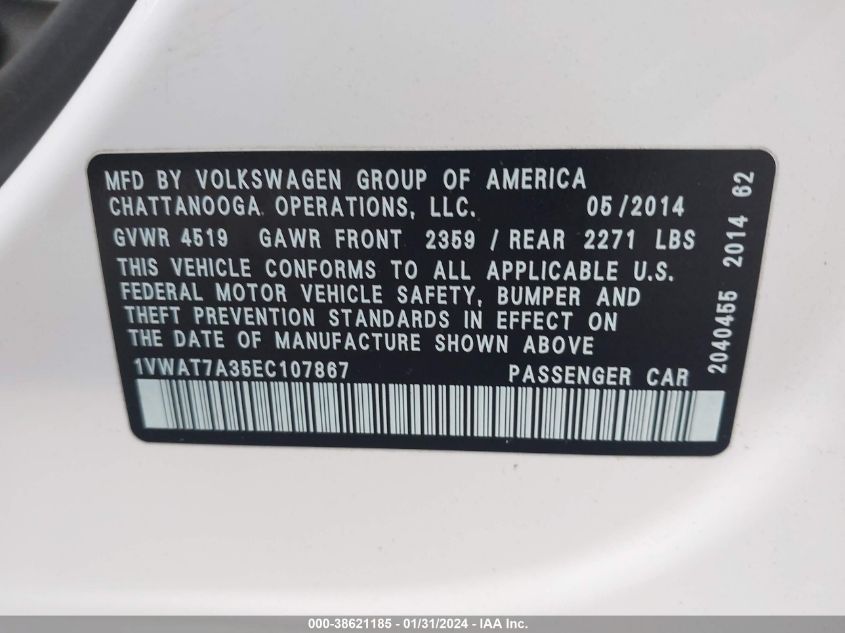 MFD BY VOLKSWAGEN GROUP OF AMERICA
CHATTANOOGA OPERATIONS, LLC. 05/2014
GVWR 4519 GAWR FRONT 2359 / REAR 2271 LBS
THIS VEHICLE CONFORMS TO ALL APPLICABLE U.S.
FEDERAL MOTOR VEHICLE SAFETY, BUMPER AND
THEFT PREVENTION STANDARDS IN EFFECT ON
THE DATE OF MANUFACTURE SHOWN ABOVE
1VWAT7A35EC107867 PASSENGER CAR
2040455 2014 62
000-38621185 - 01/31/2024 - IAA Inc.